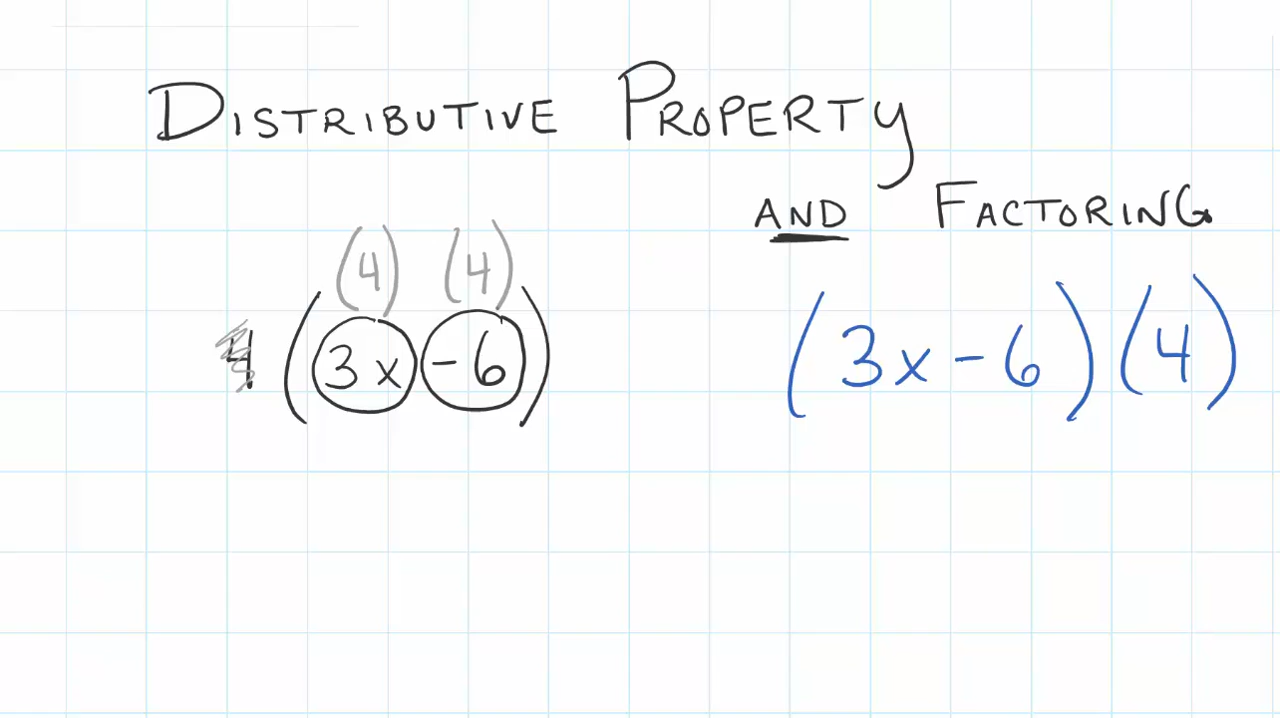 DISTRIBUTIVE PROPERTY
AND FACTORING
(4) (4)
4(3x-6)
(3x-6)(4)